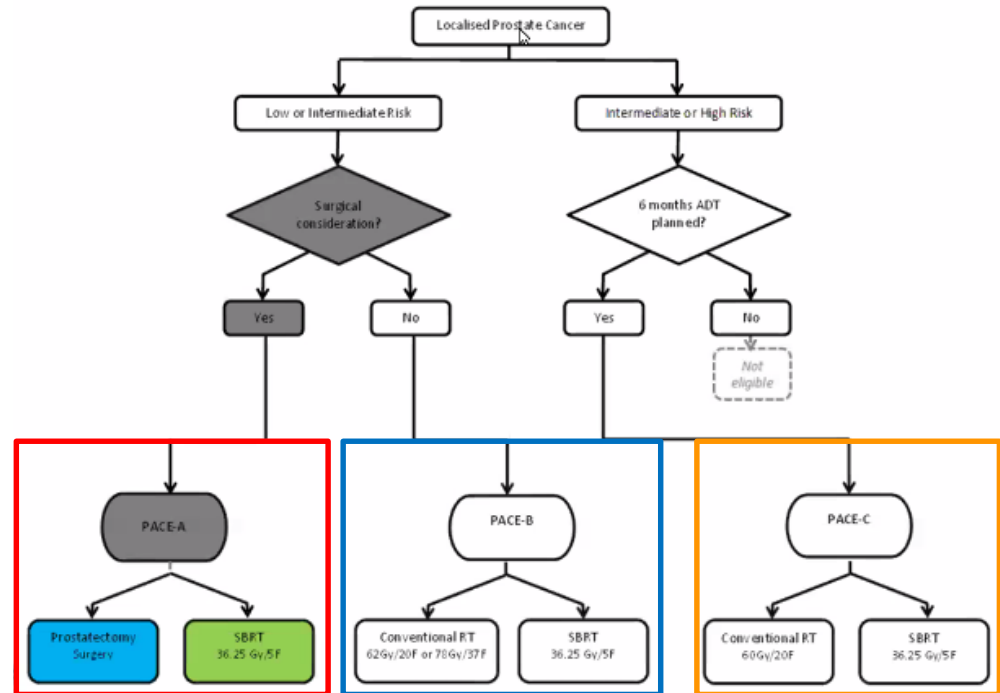 Localised Prostate Cancer
Low or Intermediate Risk
Intermediate or High Risk
Surgical
consideration?
6 months ADT
planned?
Yes
No
Yes
No
Not
eligible
PACE-A
PACE-B
PACE-C
Prostatectomy
Surgery
SBRT
36.25 Gy/5F
Conventional RT
62Gy/20F or 78Gy/37F
SBRT
36.25 Gy/5F
Conventional RT
60Gy/20F
SBRT
36.25 Gy/5F